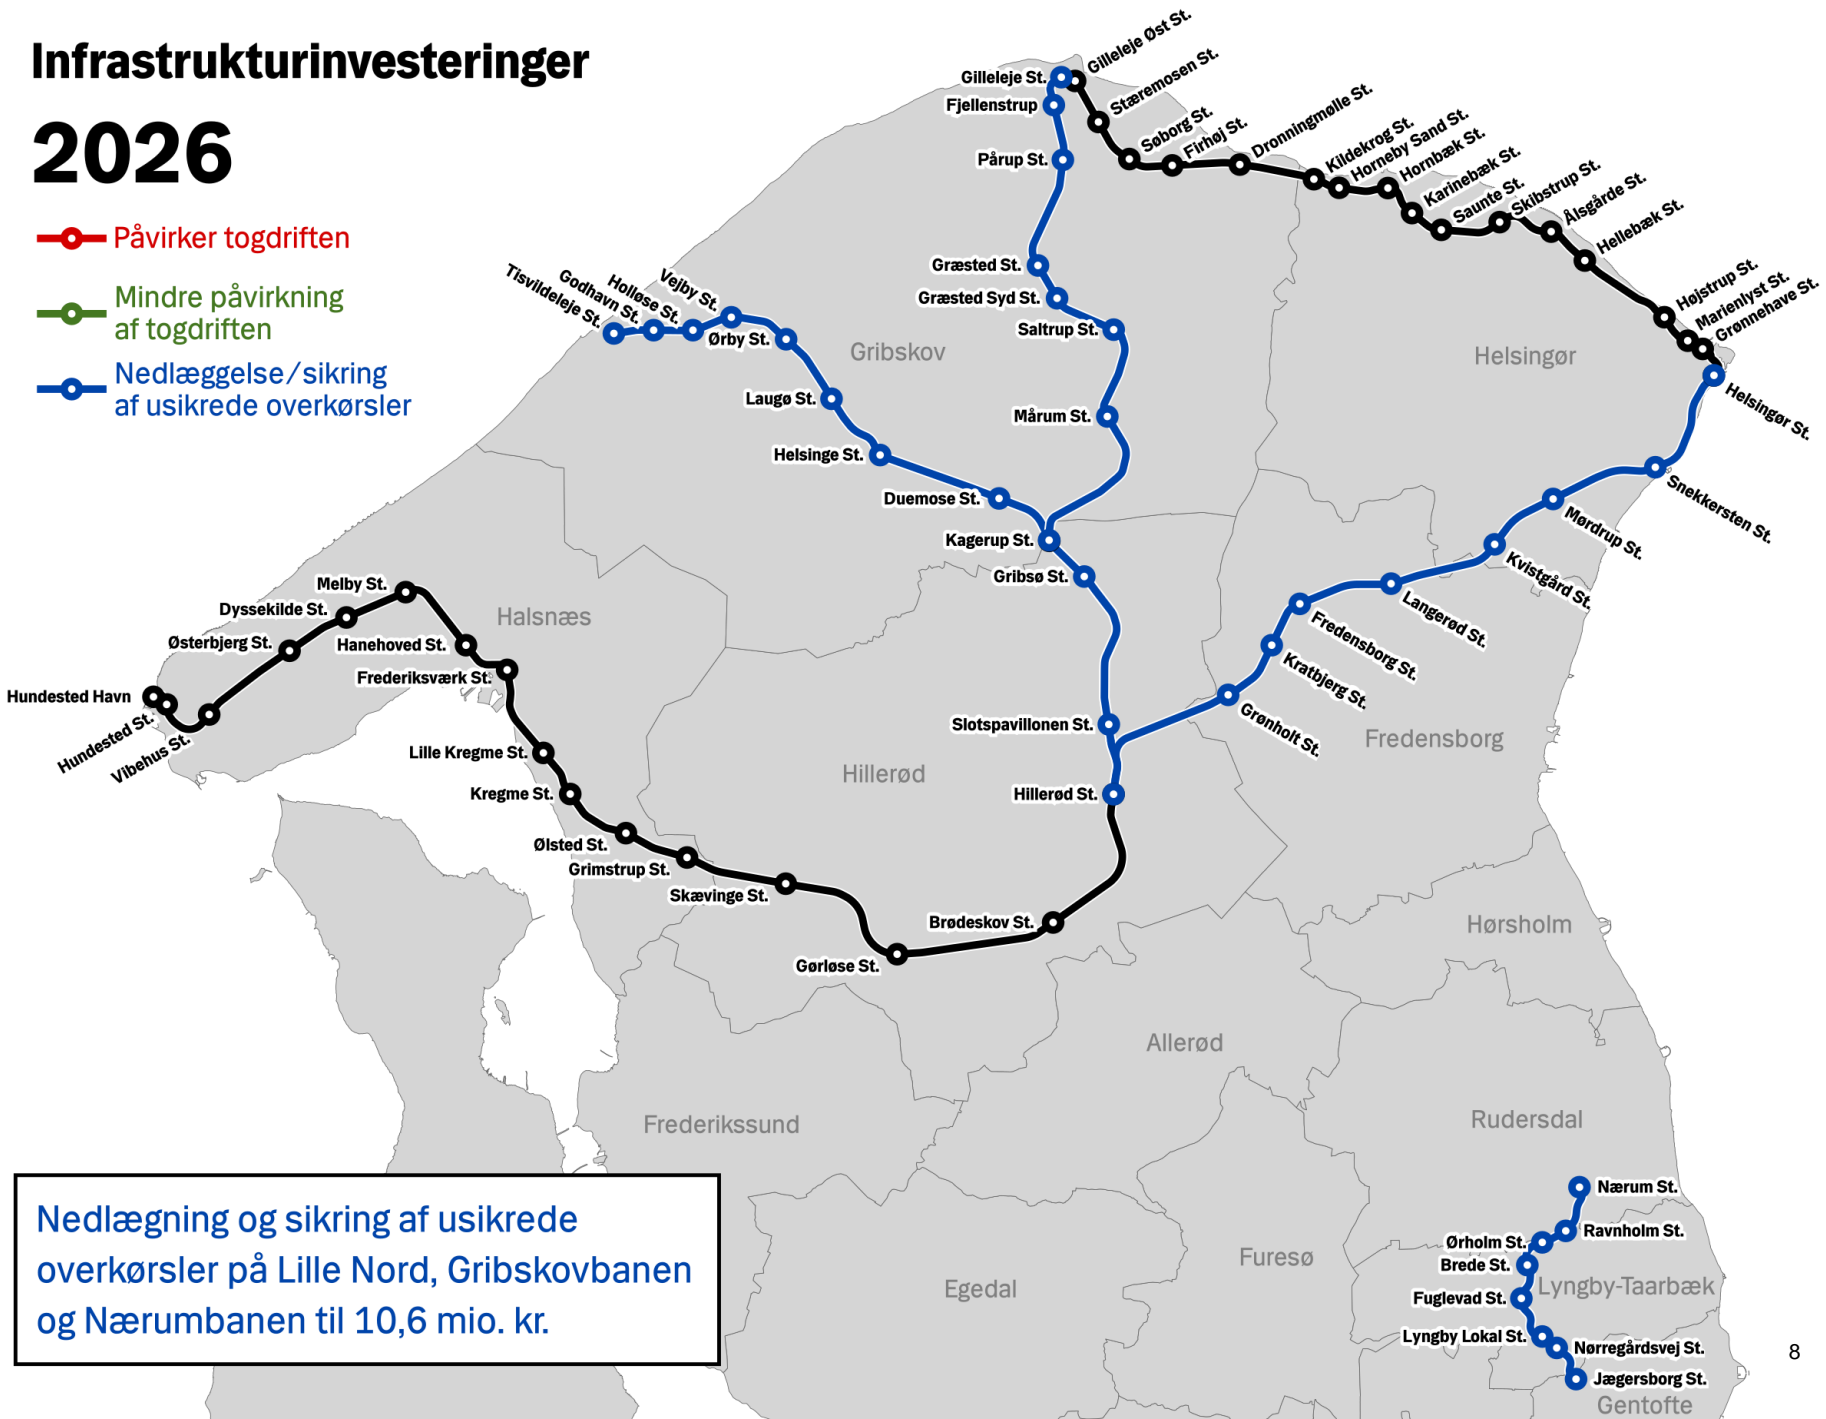 Infrastrukturinvesteringer
2026
Påvirker togdriften
Mindre påvirkning
af togdriften
Nedlæggelse/sikring
af usikrede overkørsler
Gilleleje St.
Gilleleje Øst St.
Fjellenstrup
Stæremosen St.
Pårup St.
Søborg St.
Firhøj St.
Dronningmølle St.
Kildekrog St.
Horneby Sand St.
Hornbæk St.
Karinebæk St.
Saunte St.
Skibstrup St.
Ålsgårde St.
Hellebæk St.
Højstrup St.
Marienlyst St.
Grønnehave St.
Helsingør St.
Græsted St.
Græsted Syd St.
Saltrup St.
Mårum St.
Tisvildeleje St.
Godhavn St.
Holløse St.
Vejby St.
Ørby St.
Laugø St.
Helsinge St.
Duemose St.
Kagerup St.
Gribsø St.
Gribskov
Helsingør
Snekkersten St.
Mørdrup St.
Kvistgård St.
Langerød St.
Fredensborg St.
Kratbjerg St.
Grønholt St.
Slotspavillonen St.
Hillerød St.
Fredensborg
Hillerød
Halsnæs
Melby St.
Dyssekilde St.
Østerbjerg St.
Hanehoved St.
Frederiksværk St.
Hundested Havn
Hundested St.
Vibehus St.
Lille Kregme St.
Kregme St.
Ølsted St.
Grimstrup St.
Skævinge St.
Brødeskov St.
Gørløse St.
Hørsholm
Allerød
Frederikssund
Rudersdal
Egedal
Furesø
Nærum St.
Ravnholm St.
Ørholm St.
Brede St.
Lyngby-Taarbæk
Fuglevad St.
Lyngby Lokal St.
Nørregårdsvej St.
Jægersborg St.
Gentofte
Nedlægning og sikring af usikrede
overkørsler på Lille Nord, Gribskovbanen
og Nærumbanen til 10,6 mio. kr.
8